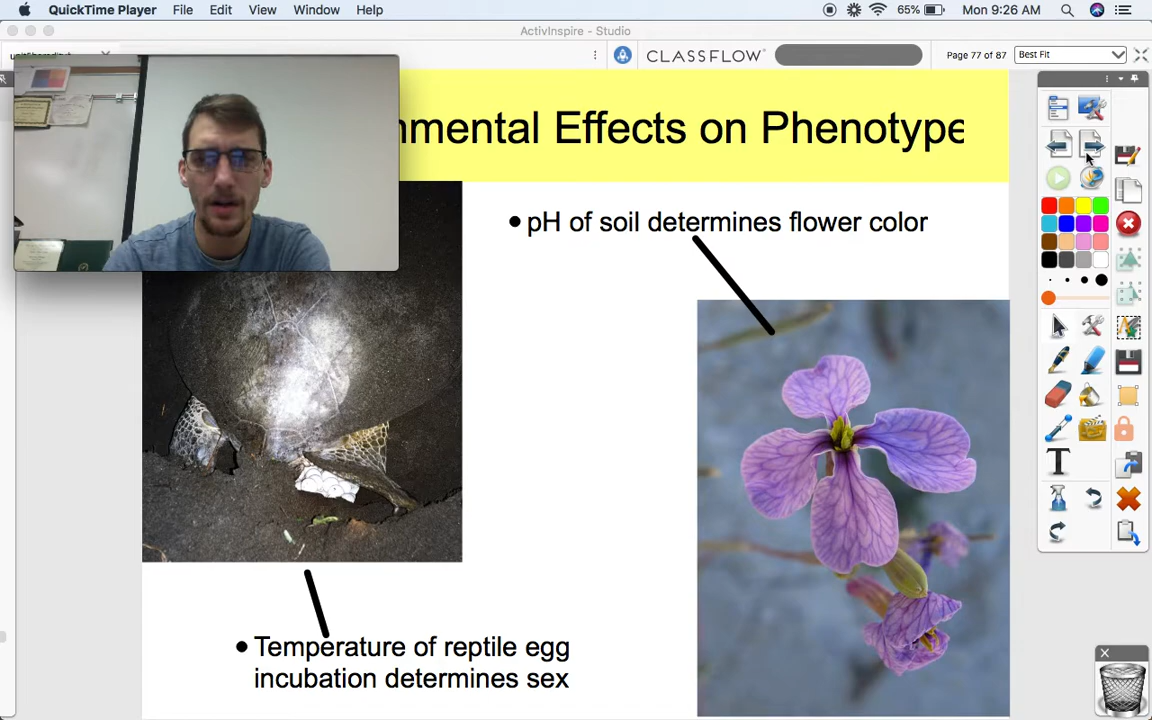 QuickTime Player File Edit View Window Help 65% Mon 9:26 AM
ActivInspire - Studio
CLASSFLOW
Page 77 of 87
Best Fit
nmental Effects on Phenotype
• pH of soil determines flower color
• Temperature of reptile egg
incubation determines sex
T